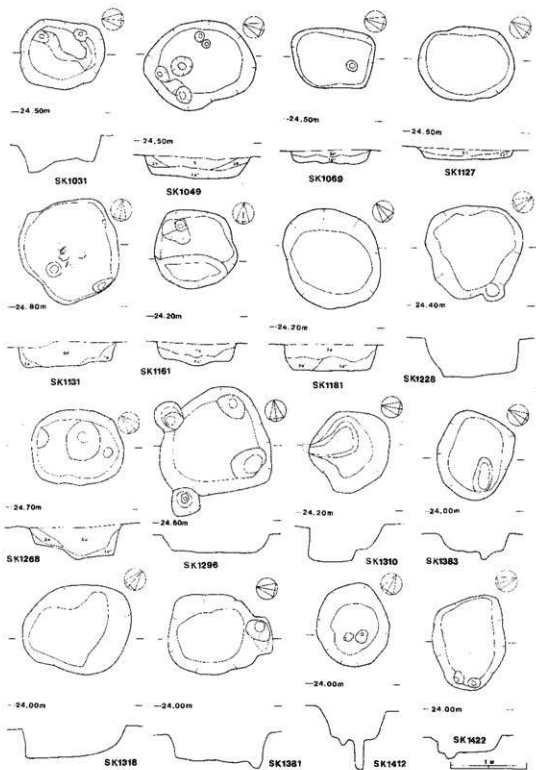 24.50m
SK1031
24.50m
SK1049
24.50m
SK1069
24.50m
SK1127
24.80m
SK1131
24.20m
SK1161
24.20m
SK1181
24.40m
SK1228
24.70m
SK1268
24.60m
SK1296
24.20m
SK1310
24.00m
SK1383
24.00m
SK1316
24.00m
SK1381
24.00m
SK1412
24.00m
SK1422
1 M